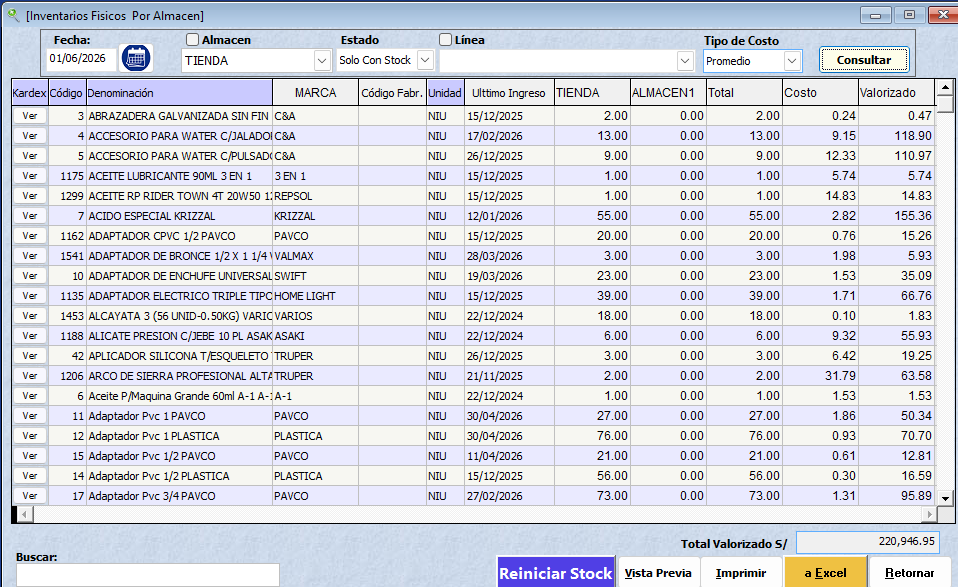 [Inventarios Fisicos Por Almacen]
Fecha: Almacen Estado Línea Tipo de Costo
01/06/2026 TIENDA Solo Con Stock Promedio Consultar
Kardex Código Denominación MARCA Código Fabr. Unidad Ulttimo Ingreso TIENDA ALMACEN1 Total Costo Valorizado
Ver 3 ABRAZADERA GALVANIZADA SIN FIN C&A NIU 15/12/2025 2.00 0.00 2.00 0.24 0.47
Ver 4 ACCESORIO PARA WATER C/JALADO C&A NIU 17/02/2026 13.00 0.00 13.00 9.15 118.90
Ver 5 ACCESORIO PARA WATER C/PULSAD C&A NIU 26/12/2025 9.00 0.00 9.00 12.33 110.97
Ver 1175 ACEITE LUBRICANTE 90ML 3 EN 1 3 EN 1 NIU 15/12/2025 1.00 0.00 1.00 5.74 5.74
Ver 1299 ACEITE RP RIDER TOWN 4T 20W50 12 REPSOL NIU 15/12/2025 1.00 0.00 1.00 14.83 14.83
Ver 7 ACIDO ESPECIAL KRIZZAL KRIZZAL NIU 12/01/2026 55.00 0.00 55.00 2.82 155.36
Ver 1162 ADAPTADOR CPVC 1/2 PAVCO PAVCO NIU 15/12/2025 20.00 0.00 20.00 0.76 15.26
Ver 1541 ADAPTADOR DE BRONCE 1/2 X 1 1/4 VALMAX NIU 28/03/2026 3.00 0.00 3.00 1.98 5.93
Ver 10 ADAPTADOR DE ENCHUFE UNIVERSAL SWIFT NIU 19/03/2026 23.00 0.00 23.00 1.53 35.09
Ver 1135 ADAPTADOR ELECTRICO TRIPLE TIPO HOME LIGHT NIU 15/12/2025 39.00 0.00 39.00 1.71 66.76
Ver 1453 ALCAYATA 3 (56 UNID-0.50KG) VARIO VARIOS NIU 22/12/2024 18.00 0.00 18.00 0.10 1.83
Ver 1188 ALICATE PRESION C/JEBE 10 PL ASAK ASAKI NIU 22/12/2024 6.00 0.00 6.00 9.32 55.93
Ver 42 APLICADOR SILICONA T/ESQUELETO TRUPER NIU 26/12/2025 3.00 0.00 3.00 6.42 19.25
Ver 1206 ARCO DE SIERRA PROFESIONAL ALTA TRUPER NIU 21/11/2025 2.00 0.00 2.00 31.79 63.58
Ver 6 Aceite P/Maquina Grande 60ml A-1 A-1 A-1 NIU 22/12/2024 1.00 0.00 1.00 1.53 1.53
Ver 11 Adaptador Pvc 1 PAVCO PAVCO NIU 30/04/2026 27.00 0.00 27.00 1.86 50.34
Ver 12 Adaptador Pvc 1 PLASTICA PLASTICA NIU 30/04/2026 76.00 0.00 76.00 0.93 70.70
Ver 15 Adaptador Pvc 1/2 PAVCO PAVCO NIU 11/04/2026 21.00 0.00 21.00 0.61 12.81
Ver 14 Adaptador Pvc 1/2 PLASTICA PLASTICA NIU 15/12/2025 56.00 0.00 56.00 0.30 16.59
Ver 17 Adaptador Pvc 3/4 PAVCO PAVCO NIU 27/02/2026 73.00 0.00 73.00 1.31 95.89
Total Valorizado S/ 220,946.95
Buscar:
Reiniciar Stock Vista Previa Imprimir a Excel Retornar